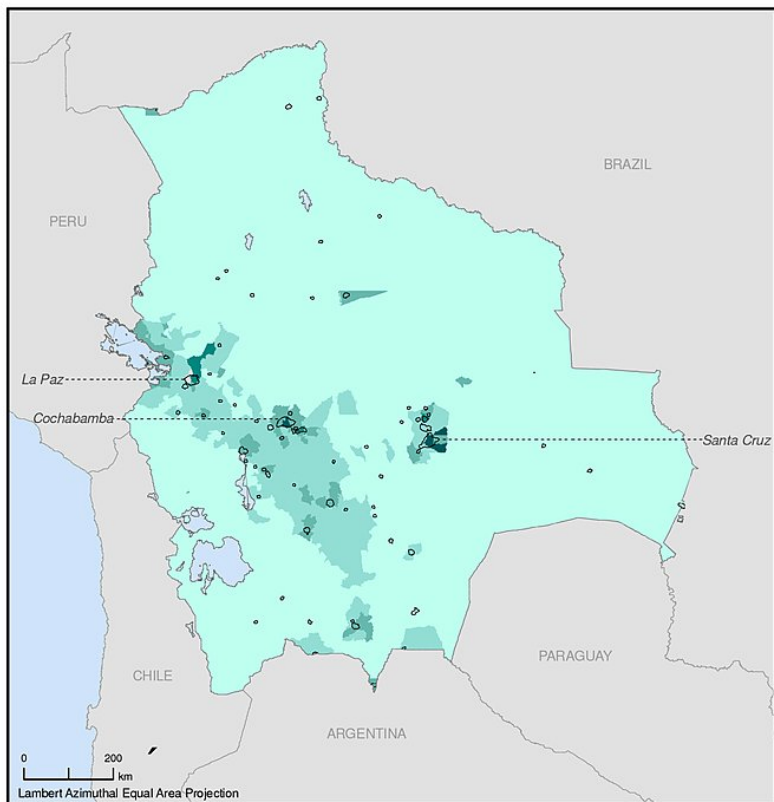 BRAZIL
PERU
La Paz
Cochabamba
Santa Cruz
PARAGUAY
CHILE
ARGENTINA
0 200
km
Lambert Azimuthal Equal Area Projection